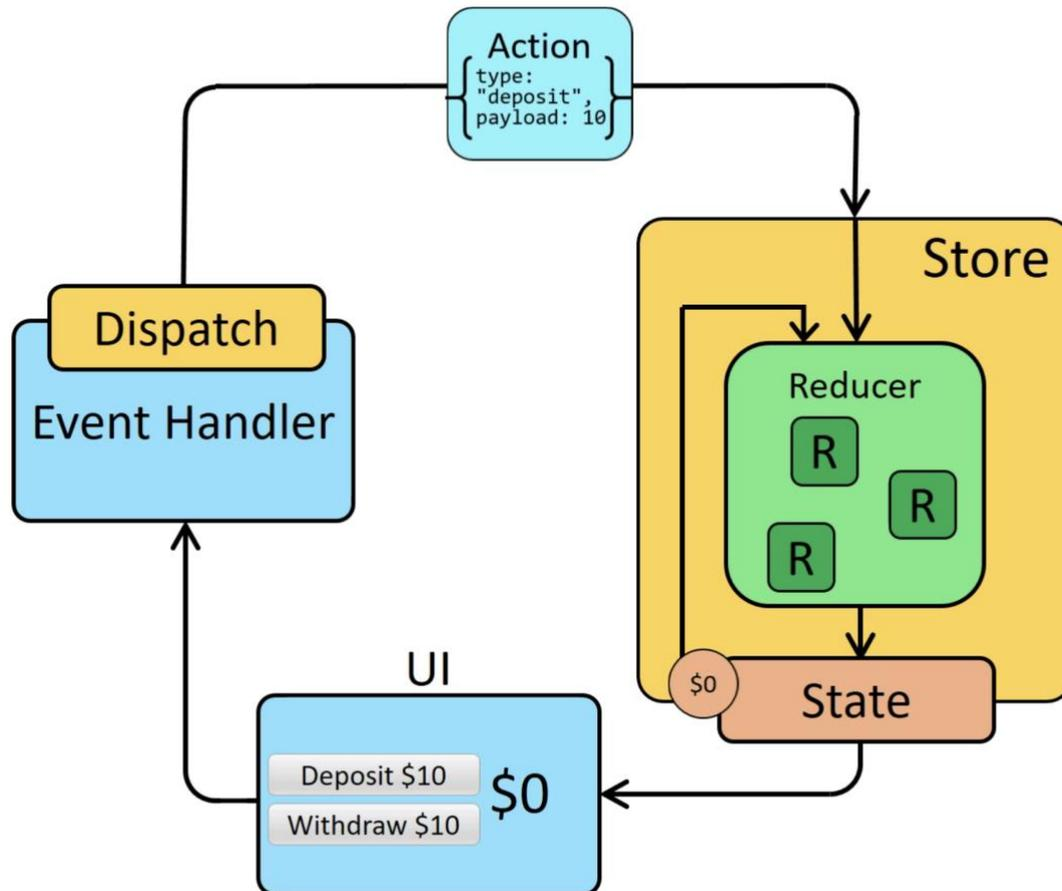 Action
{ type:
"deposit",
payload: 10 }
Store
Dispatch
Event Handler
Reducer
R
R
R
UI
$0
State
Deposit $10
$0
Withdraw $10